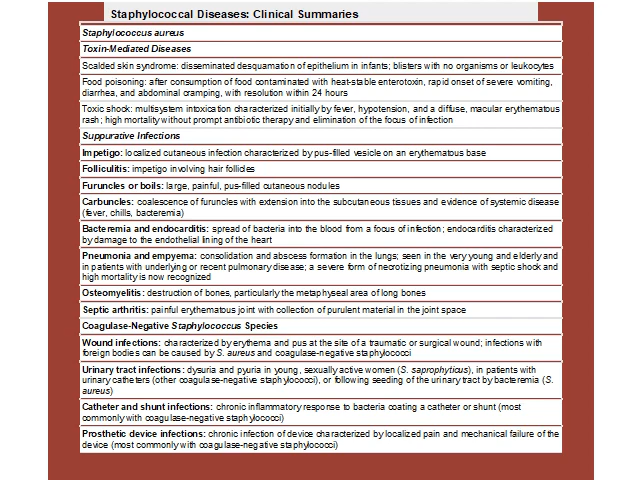 Staphylococcal Diseases: Clinical Summaries
Staphylococcus aureus
Toxin-Mediated Diseases
Scalded skin syndrome: disseminated desquamation of epithelium in infants; blisters with no organisms or leukocytes
Food poisoning: after consumption of food contaminated with heat-stable enterotoxin, rapid onset of severe vomiting,
diarrhea, and abdominal cramping, with resolution within 24 hours
Toxic shock: multisystem intoxication characterized initially by fever, hypotension, and a diffuse, macular erythematous
rash; high mortality without prompt antibiotic therapy and elimination of the focus of infection
Suppurative Infections
Impetigo: localized cutaneous infection characterized by pus-filled vesicle on an erythematous base
Folliculitis: impetigo involving hair follicles
Furuncles or boils: large, painful, pus-filled cutaneous nodules
Carbuncles: coalescence of furuncles with extension into the subcutaneous tissues and evidence of systemic disease
(fever, chills, bacteremia)
Bacteremia and endocarditis: spread of bacteria into the blood from a focus of infection; endocarditis characterized
by damage to the endothelial lining of the heart
Pneumonia and empyema: consolidation and abscess formation in the lungs; seen in the very young and elderly and
in patients with underlying or recent pulmonary disease; a severe form of necrotizing pneumonia with septic shock and
high mortality is now recognized
Osteomyelitis: destruction of bones, particularly the metaphyseal area of long bones
Septic arthritis: painful erythematous joint with collection of purulent material in the joint space
Coagulase-Negative Staphylococcus Species
Wound infections: characterized by erythema and pus at the site of a traumatic or surgical wound; infections with
foreign bodies can be caused by S. aureus and coagulase-negative staphylococci
Urinary tract infections: dysuria and pyuria in young, sexually active women (S. saprophyticus), in patients with
urinary catheters (other coagulase-negative staphylococci), or following seeding of the urinary tract by bacteremia (S.
aureus)
Catheter and shunt infections: chronic inflammatory response to bacteria coating a catheter or shunt (most
commonly with coagulase-negative staphylococci)
Prosthetic device infections: chronic infection of device characterized by localized pain and mechanical failure of the
device (most commonly with coagulase-negative staphylococci)